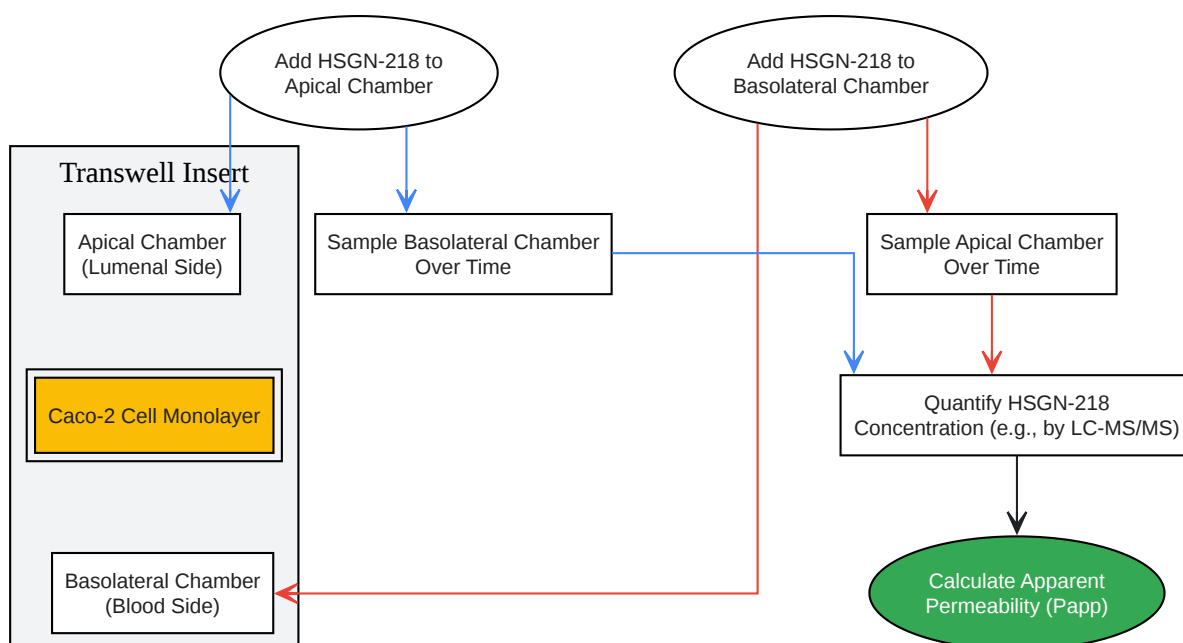 Add HSGN-218 to
Apical Chamber
Add HSGN-218 to
Basolateral Chamber
Transwell Insert
Apical Chamber
(Lumenal Side)
Sample Basolateral Chamber
Over Time
Sample Apical Chamber
Over Time
Caco-2 Cell Monolayer
Quantify HSGN-218
Concentration (e.g., by LC-MS/MS)
Basolateral Chamber
(Blood Side)
Calculate Apparent
Permeability (Papp)